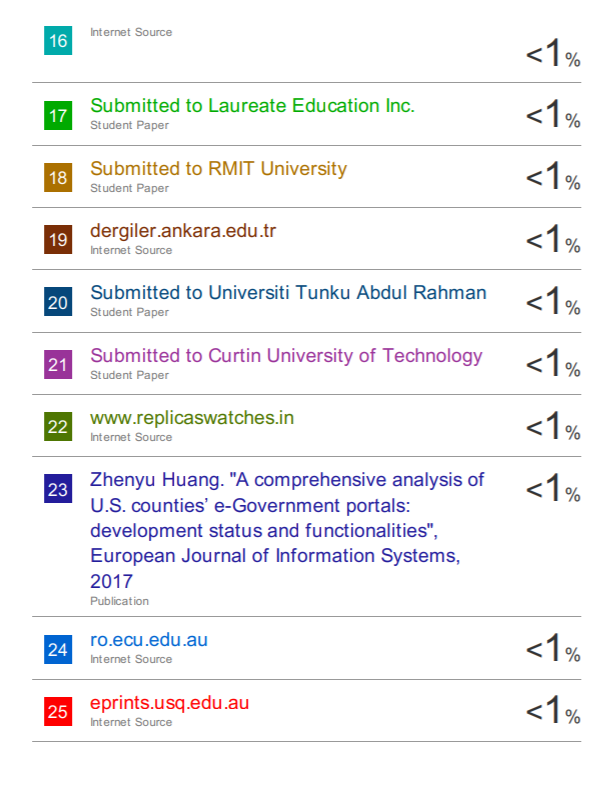 16
Internet Source
<1%
17
Submitted to Laureate Education Inc.
Student Paper
<1%
18
Submitted to RMIT University
Student Paper
<1%
19
dergiler.ankara.edu.tr
Internet Source
<1%
20
Submitted to Universiti Tunku Abdul Rahman
Student Paper
<1%
21
Submitted to Curtin University of Technology
Student Paper
<1%
22
www.replicaswatches.in
Internet Source
<1%
23
Zhenyu Huang. "A comprehensive analysis of
U.S. counties’ e-Government portals:
development status and functionalities",
European Journal of Information Systems,
2017
Publication
<1%
24
ro.ecu.edu.au
Internet Source
<1%
25
eprints.usq.edu.au
Internet Source
<1%